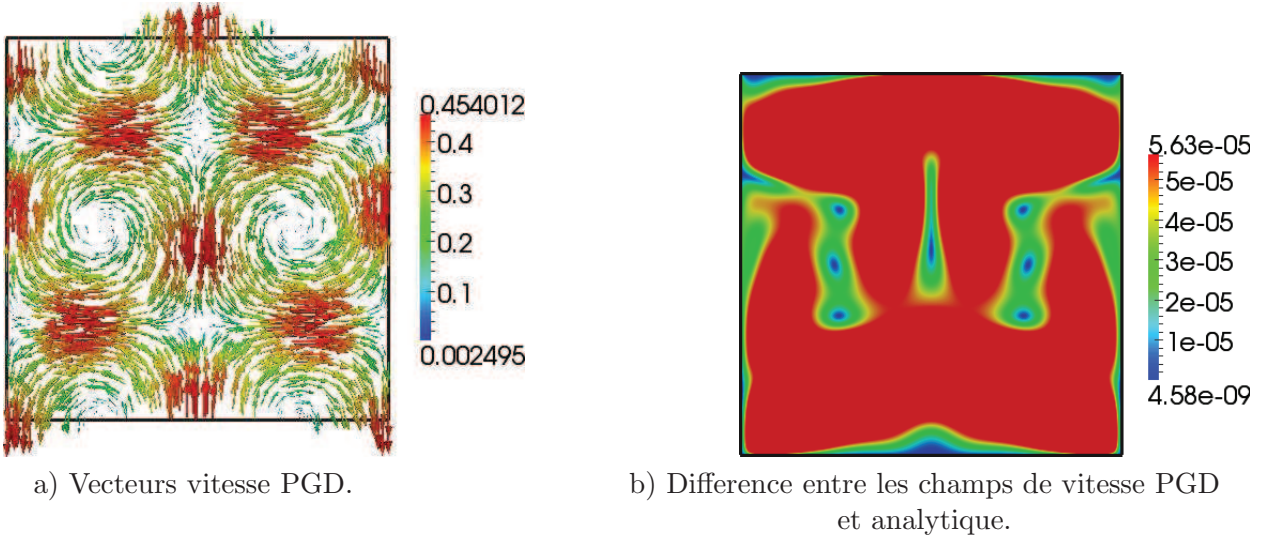 0.454012
0.4
0.3
0.2
0.1
0.002495
5.63e-05
5e-05
4e-05
3e-05
2e-05
1e-05
4.58e-09
a) Vecteurs vitesse PGD.
b) Difference entre les champs de vitesse PGD
et analytique.